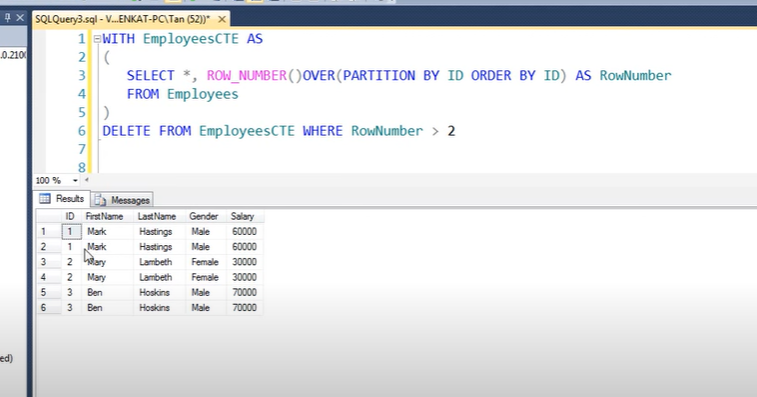 SQLQuery3.sql - V...ENKAT-PC\Tan (52))*
.0.2100
1 WITH EmployeesCTE AS
2 (
3 SELECT *, ROW_NUMBER()OVER(PARTITION BY ID ORDER BY ID) AS RowNumber
4 FROM Employees
5 )
6 DELETE FROM EmployeesCTE WHERE RowNumber > 2
7
8
100 %
Results Messages
ID FirstName LastName Gender Salary
1 1 Mark Hastings Male 60000
2 1 Mark Hastings Male 60000
3 2 Mary Lambeth Female 30000
4 2 Mary Lambeth Female 30000
5 3 Ben Hoskins Male 70000
6 3 Ben Hoskins Male 70000
ed)